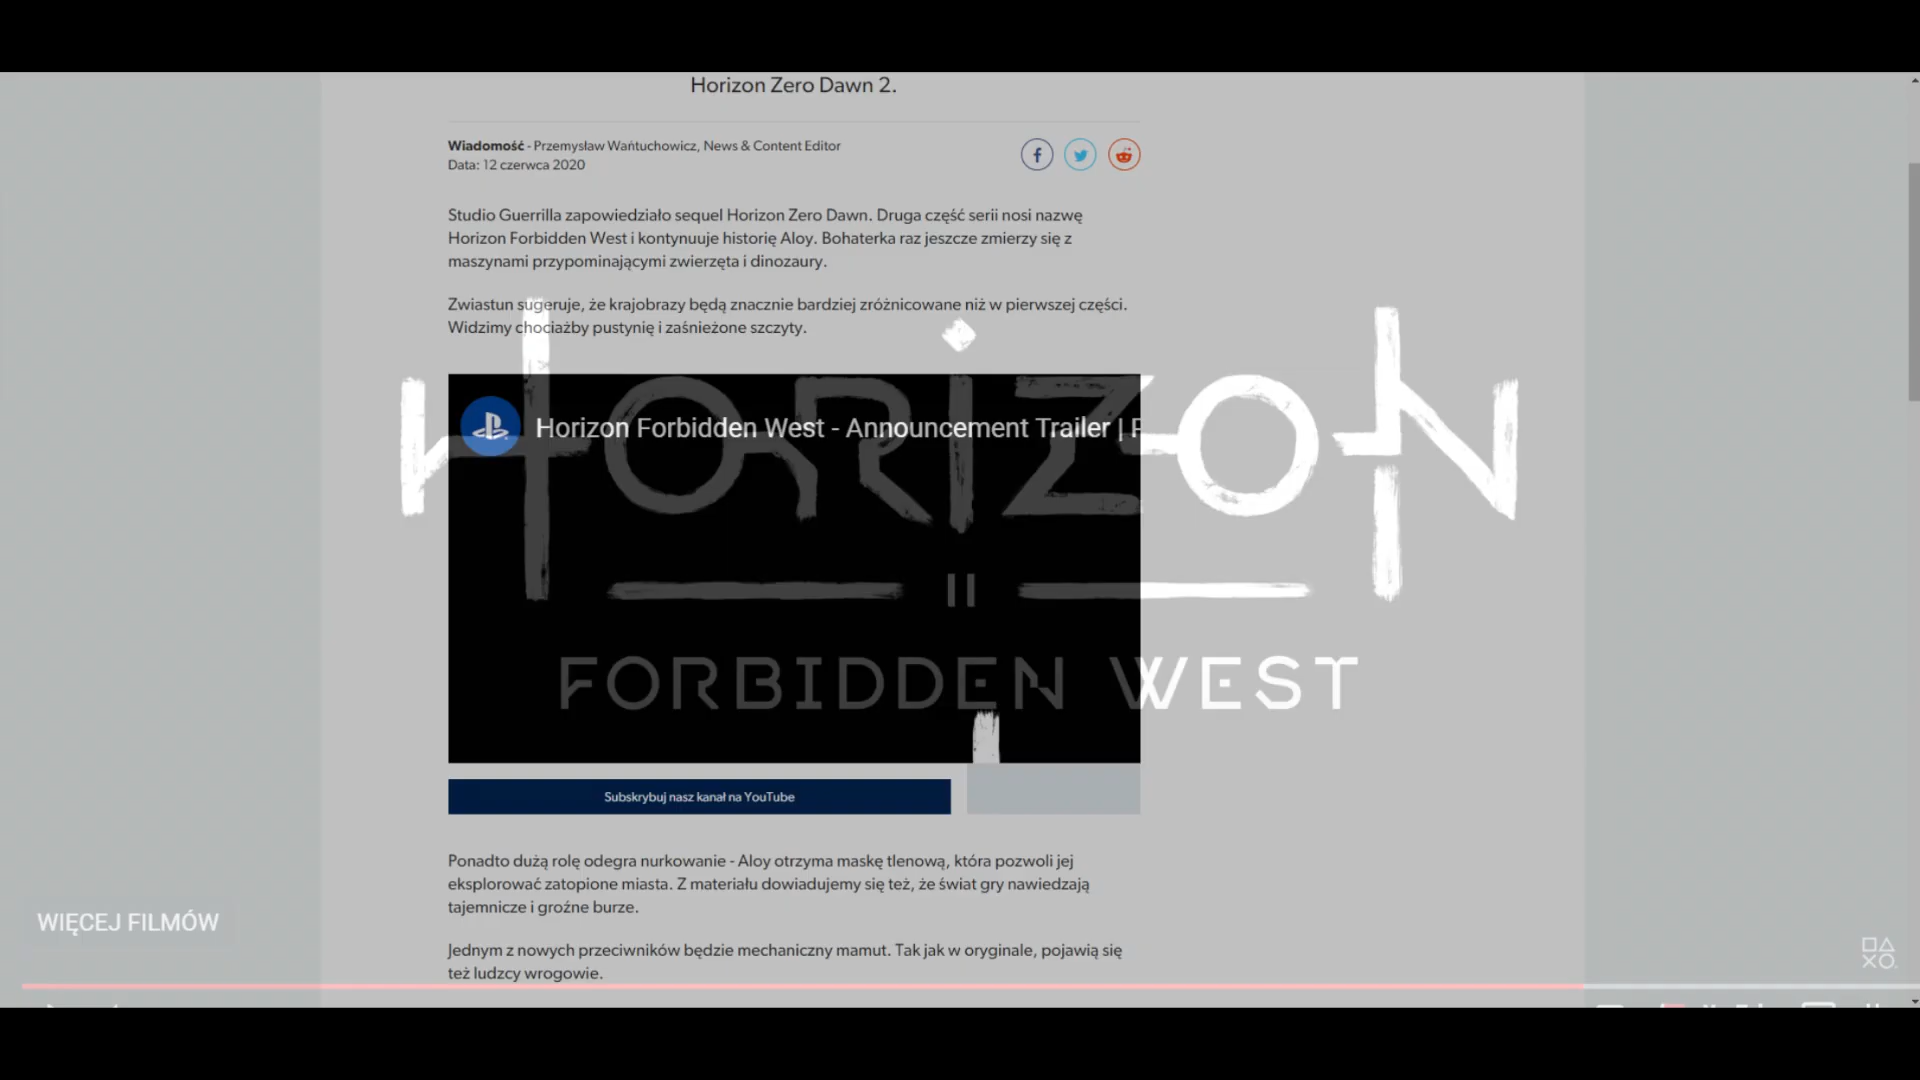 Horizon Zero Dawn 2.
Wiadomość - Przemysław Wańtuchowicz, News & Content Editor
Data: 12 czerwca 2020
Studio Guerrilla zapowiedziało sequel Horizon Zero Dawn. Druga część serii nosi nazwę
Horizon Forbidden West i kontynuuje historię Aloy. Bohaterka raz jeszcze zmierzy się z
maszynami przypominającymi zwierzęta i dinozaury.
Zwiastun sugeruje, że krajobrazy będą znacznie bardziej zróżnicowane niż w pierwszej części.
Widzimy chociażby pustynię i zaśnieżone szczyty.
Horizon Forbidden West - Announcement Trailer | P
HORIZON
II
FORBIDDEN WEST
Subskrybuj nasz kanał na YouTube
Ponadto dużą rolę odegra nurkowanie - Aloy otrzyma maskę tlenową, która pozwoli jej
eksplorować zatopione miasta. Z materiału dowiadujemy się też, że świat gry nawiedzają
tajemnicze i groźne burze.
WIĘCEJ FILMÓW
Jednym z nowych przeciwników będzie mechaniczny mamut. Tak jak w oryginale, pojawią się
też ludzcy wrogowie.